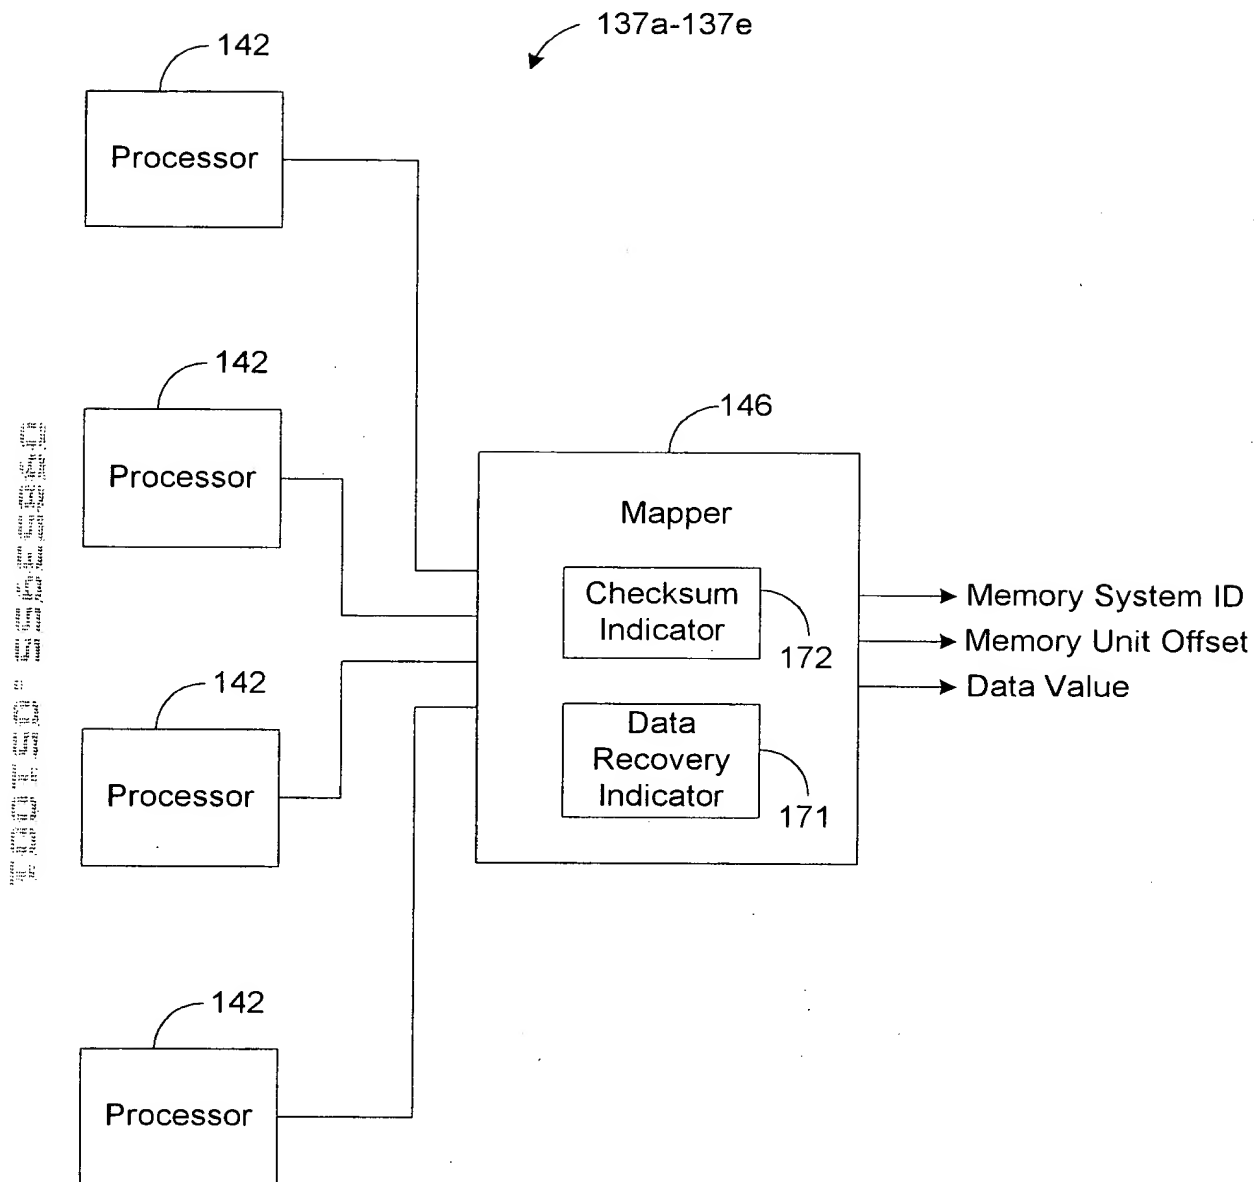 137a-137e
142
Processor
142
Processor
146
Mapper
Checksum
Indicator
172
Data
Recovery
Indicator
171
Memory System ID
Memory Unit Offset
Data Value
142
Processor
142
Processor